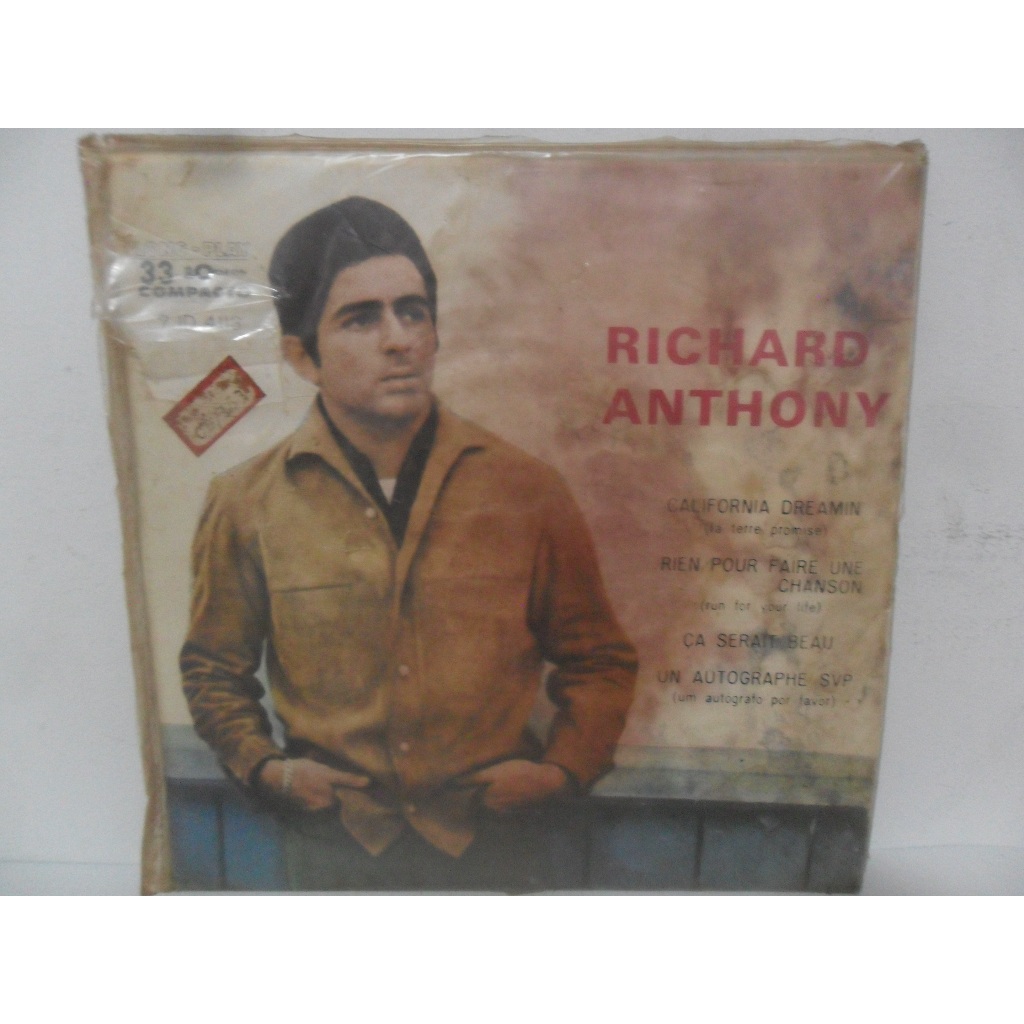 33
COMPACTO
RICHARD
ANTHONY
CALIFORNIA DREAMIN
(la terre promise)
RIEN POUR FAIRE UNE
CHANSON
(run for your life)
ÇA SERAIT BEAU
UN AUTOGRAPHE SVP
(um autografo por favor)